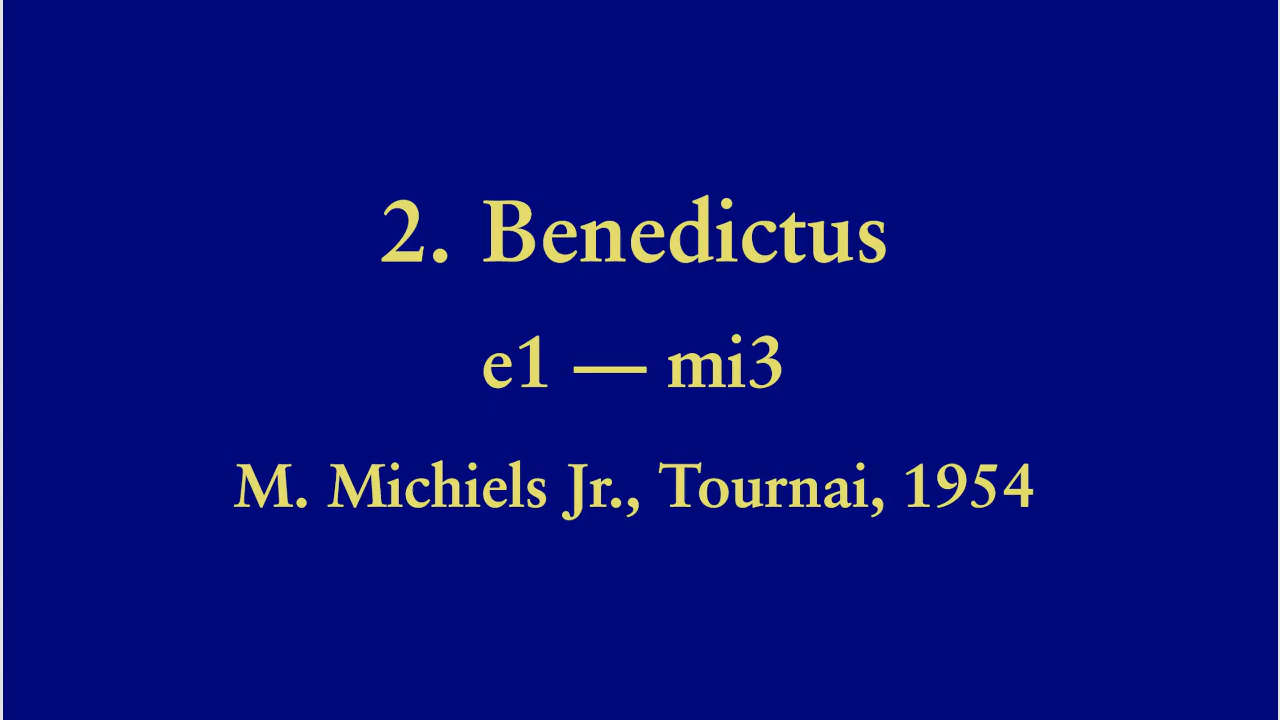 2. Benedictus
e1 — mi3
M. Michiels Jr., Tournai, 1954